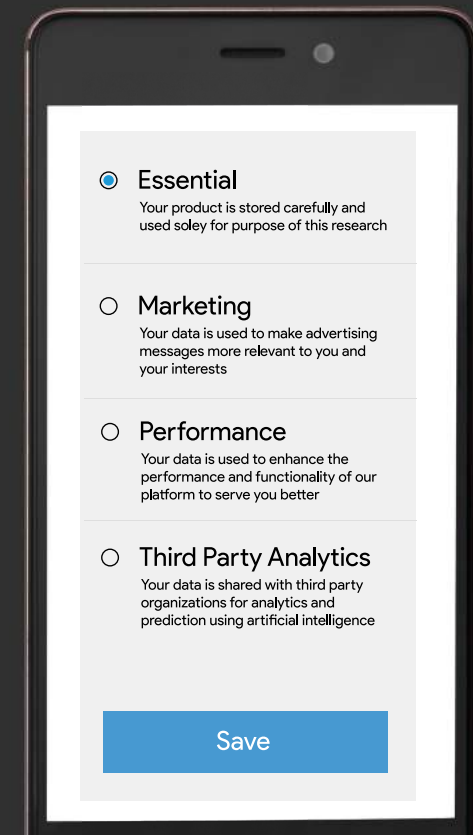 Essential
Your product is stored carefully and
used soley for purpose of this research
Marketing
Your data is used to make advertising
messages more relevant to you and
your interests
Performance
Your data is used to enhance the
performance and functionality of our
platform to serve you better
Third Party Analytics
Your data is shared with third party
organizations for analytics and
prediction using artificial intelligence
Save